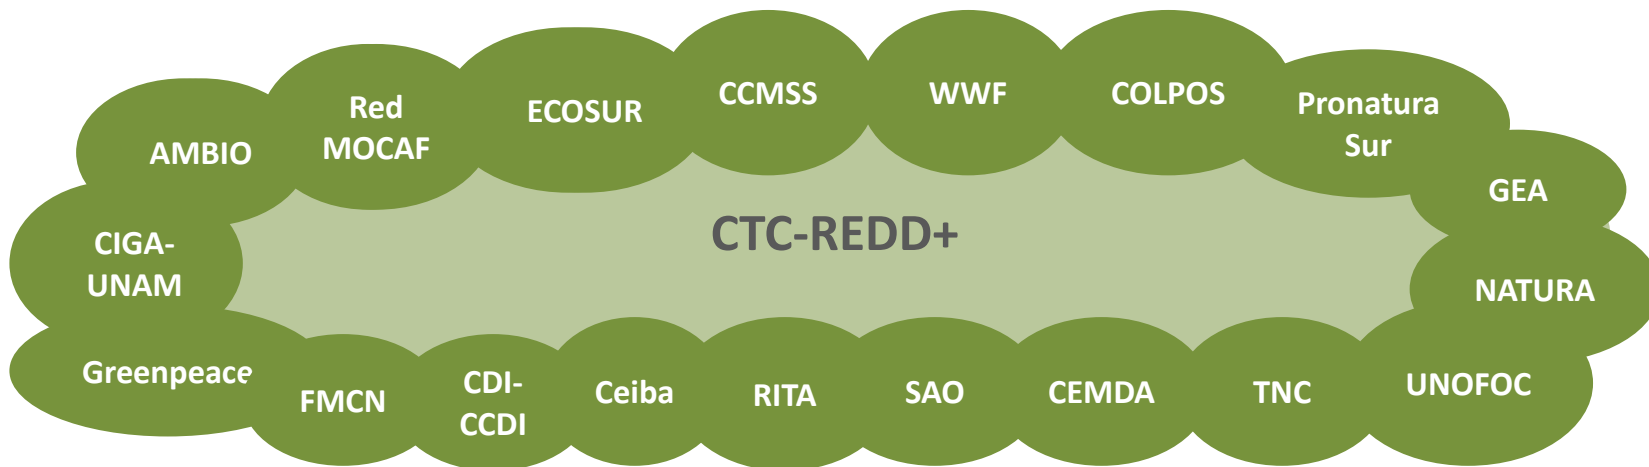 CCMSS
WWF
COLPOS
Red
MOCAF
ECOSUR
Pronatura
Sur
AMBIO
GEA
CIGA-
UNAM
CTC-REDD+
NATURA
Greenpeace
FMCN
CDI-
CCDI
Ceiba
RITA
SAO
CEMDA
TNC
UNOFOC